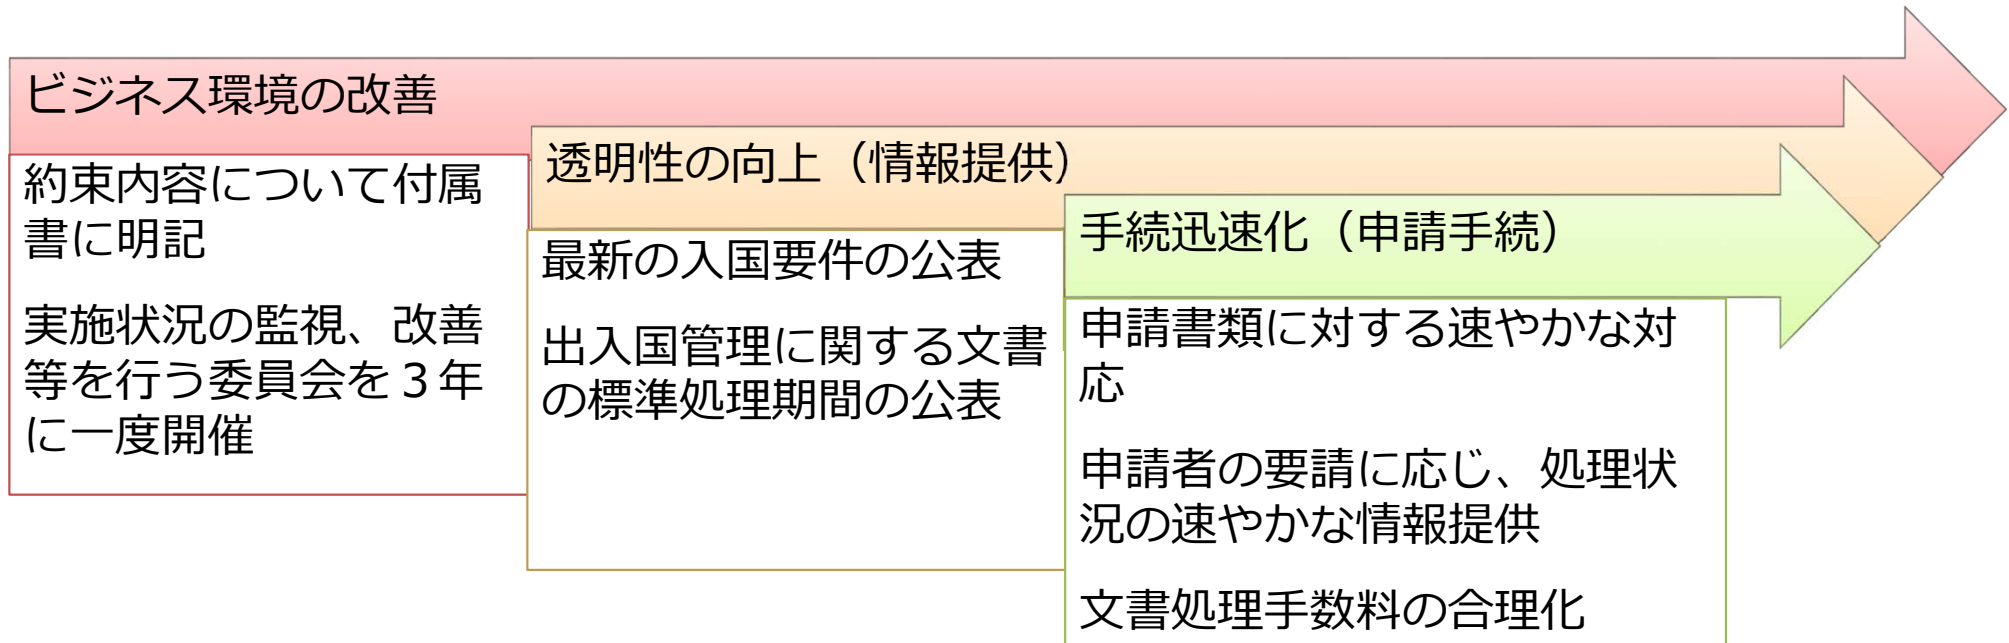 ビジネス環境の改善
約束内容について付属
書に明記
実施状況の監視、改善
等を行う委員会を３年
に一度開催
透明性の向上（情報提供）
最新の入国要件の公表
出入国管理に関する文書
の標準処理期間の公表
手続迅速化（申請手続）
申請書類に対する速やかな対
応
申請者の要請に応じ、処理状
況の速やかな情報提供
文書処理手数料の合理化